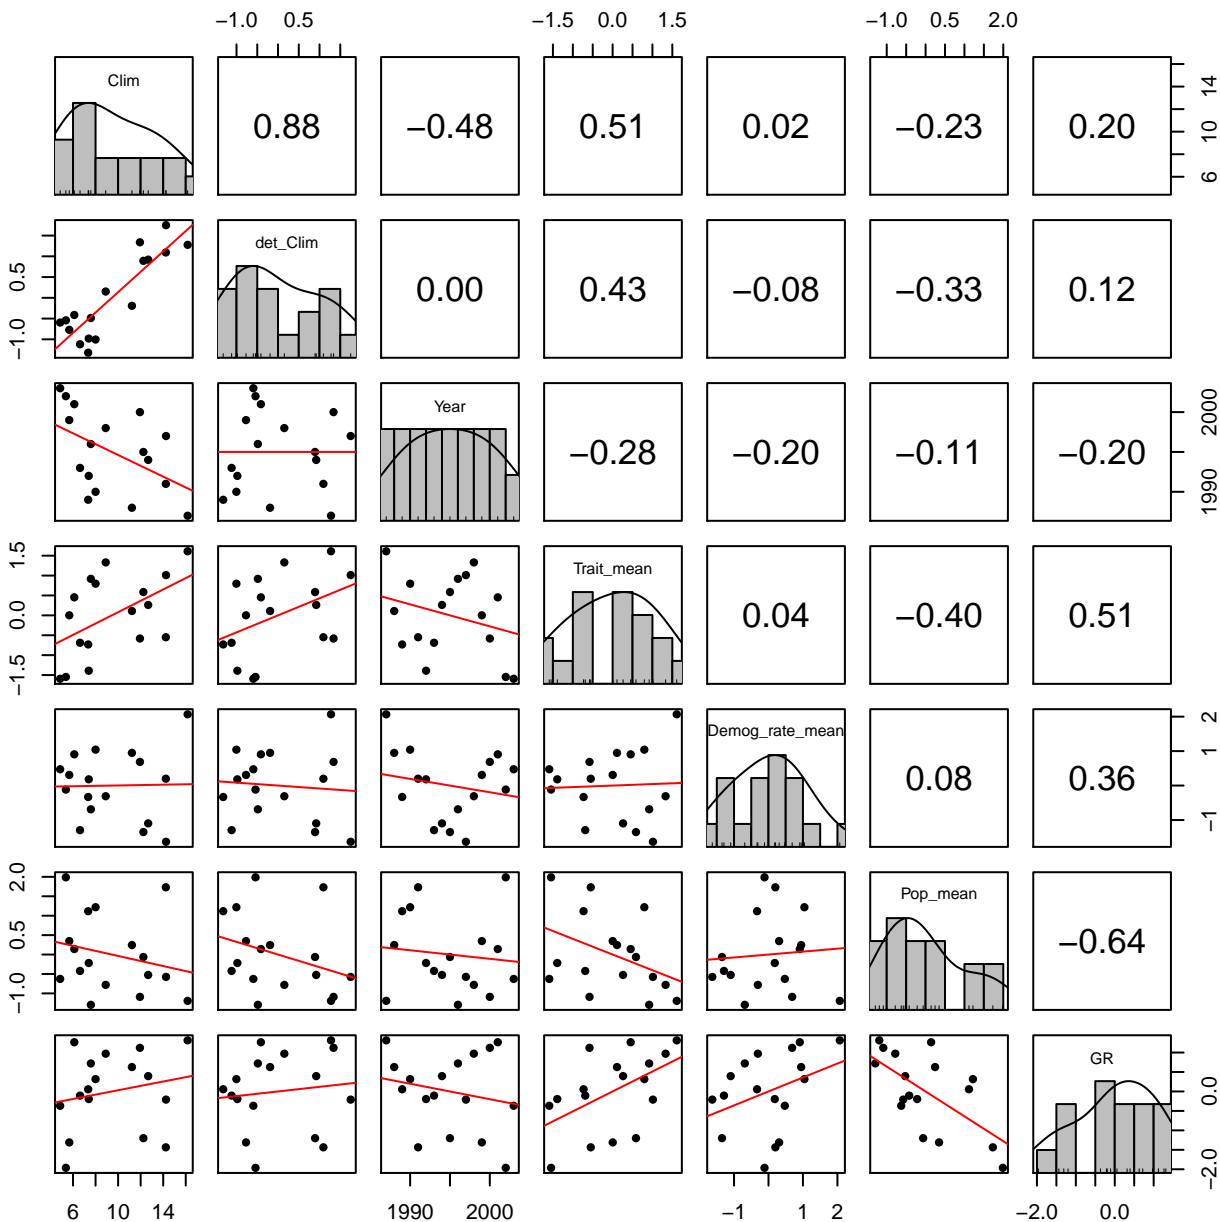 −1.0 0.5 −1.5 0.0 1.5 −1.0 0.5 2.0
Clim 0.88 −0.48 0.51 0.02 −0.23 0.20 6 10 14
−1.0 0.5 det_Clim 0.00 0.43 −0.08 −0.33 0.12
Year −0.28 −0.20 −0.11 −0.20 1990 2000
−1.5 0.0 1.5 Trait_mean 0.04 −0.40 0.51
Demog_rate_mean 0.08 0.36 −1 1 2
−1.0 0.5 2.0 Pop_mean −0.64
GR −2.0 0.0
6 10 14 1990 2000 −1 1 2 −2.0 0.0